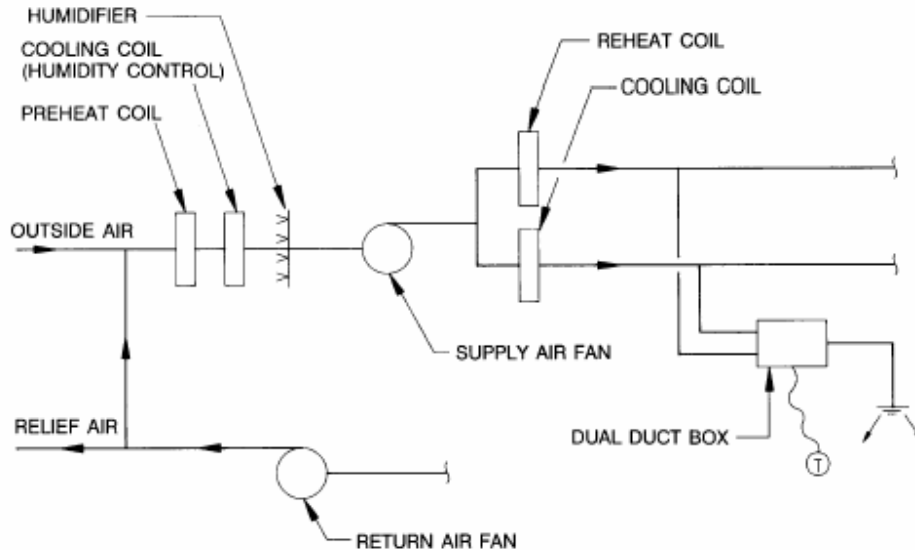 HUMIDIFIER
COOLING COIL
(HUMIDITY CONTROL)
PREHEAT COIL
REHEAT COIL
COOLING COIL
OUTSIDE AIR
SUPPLY AIR FAN
RELIEF AIR
DUAL DUCT BOX
T
RETURN AIR FAN